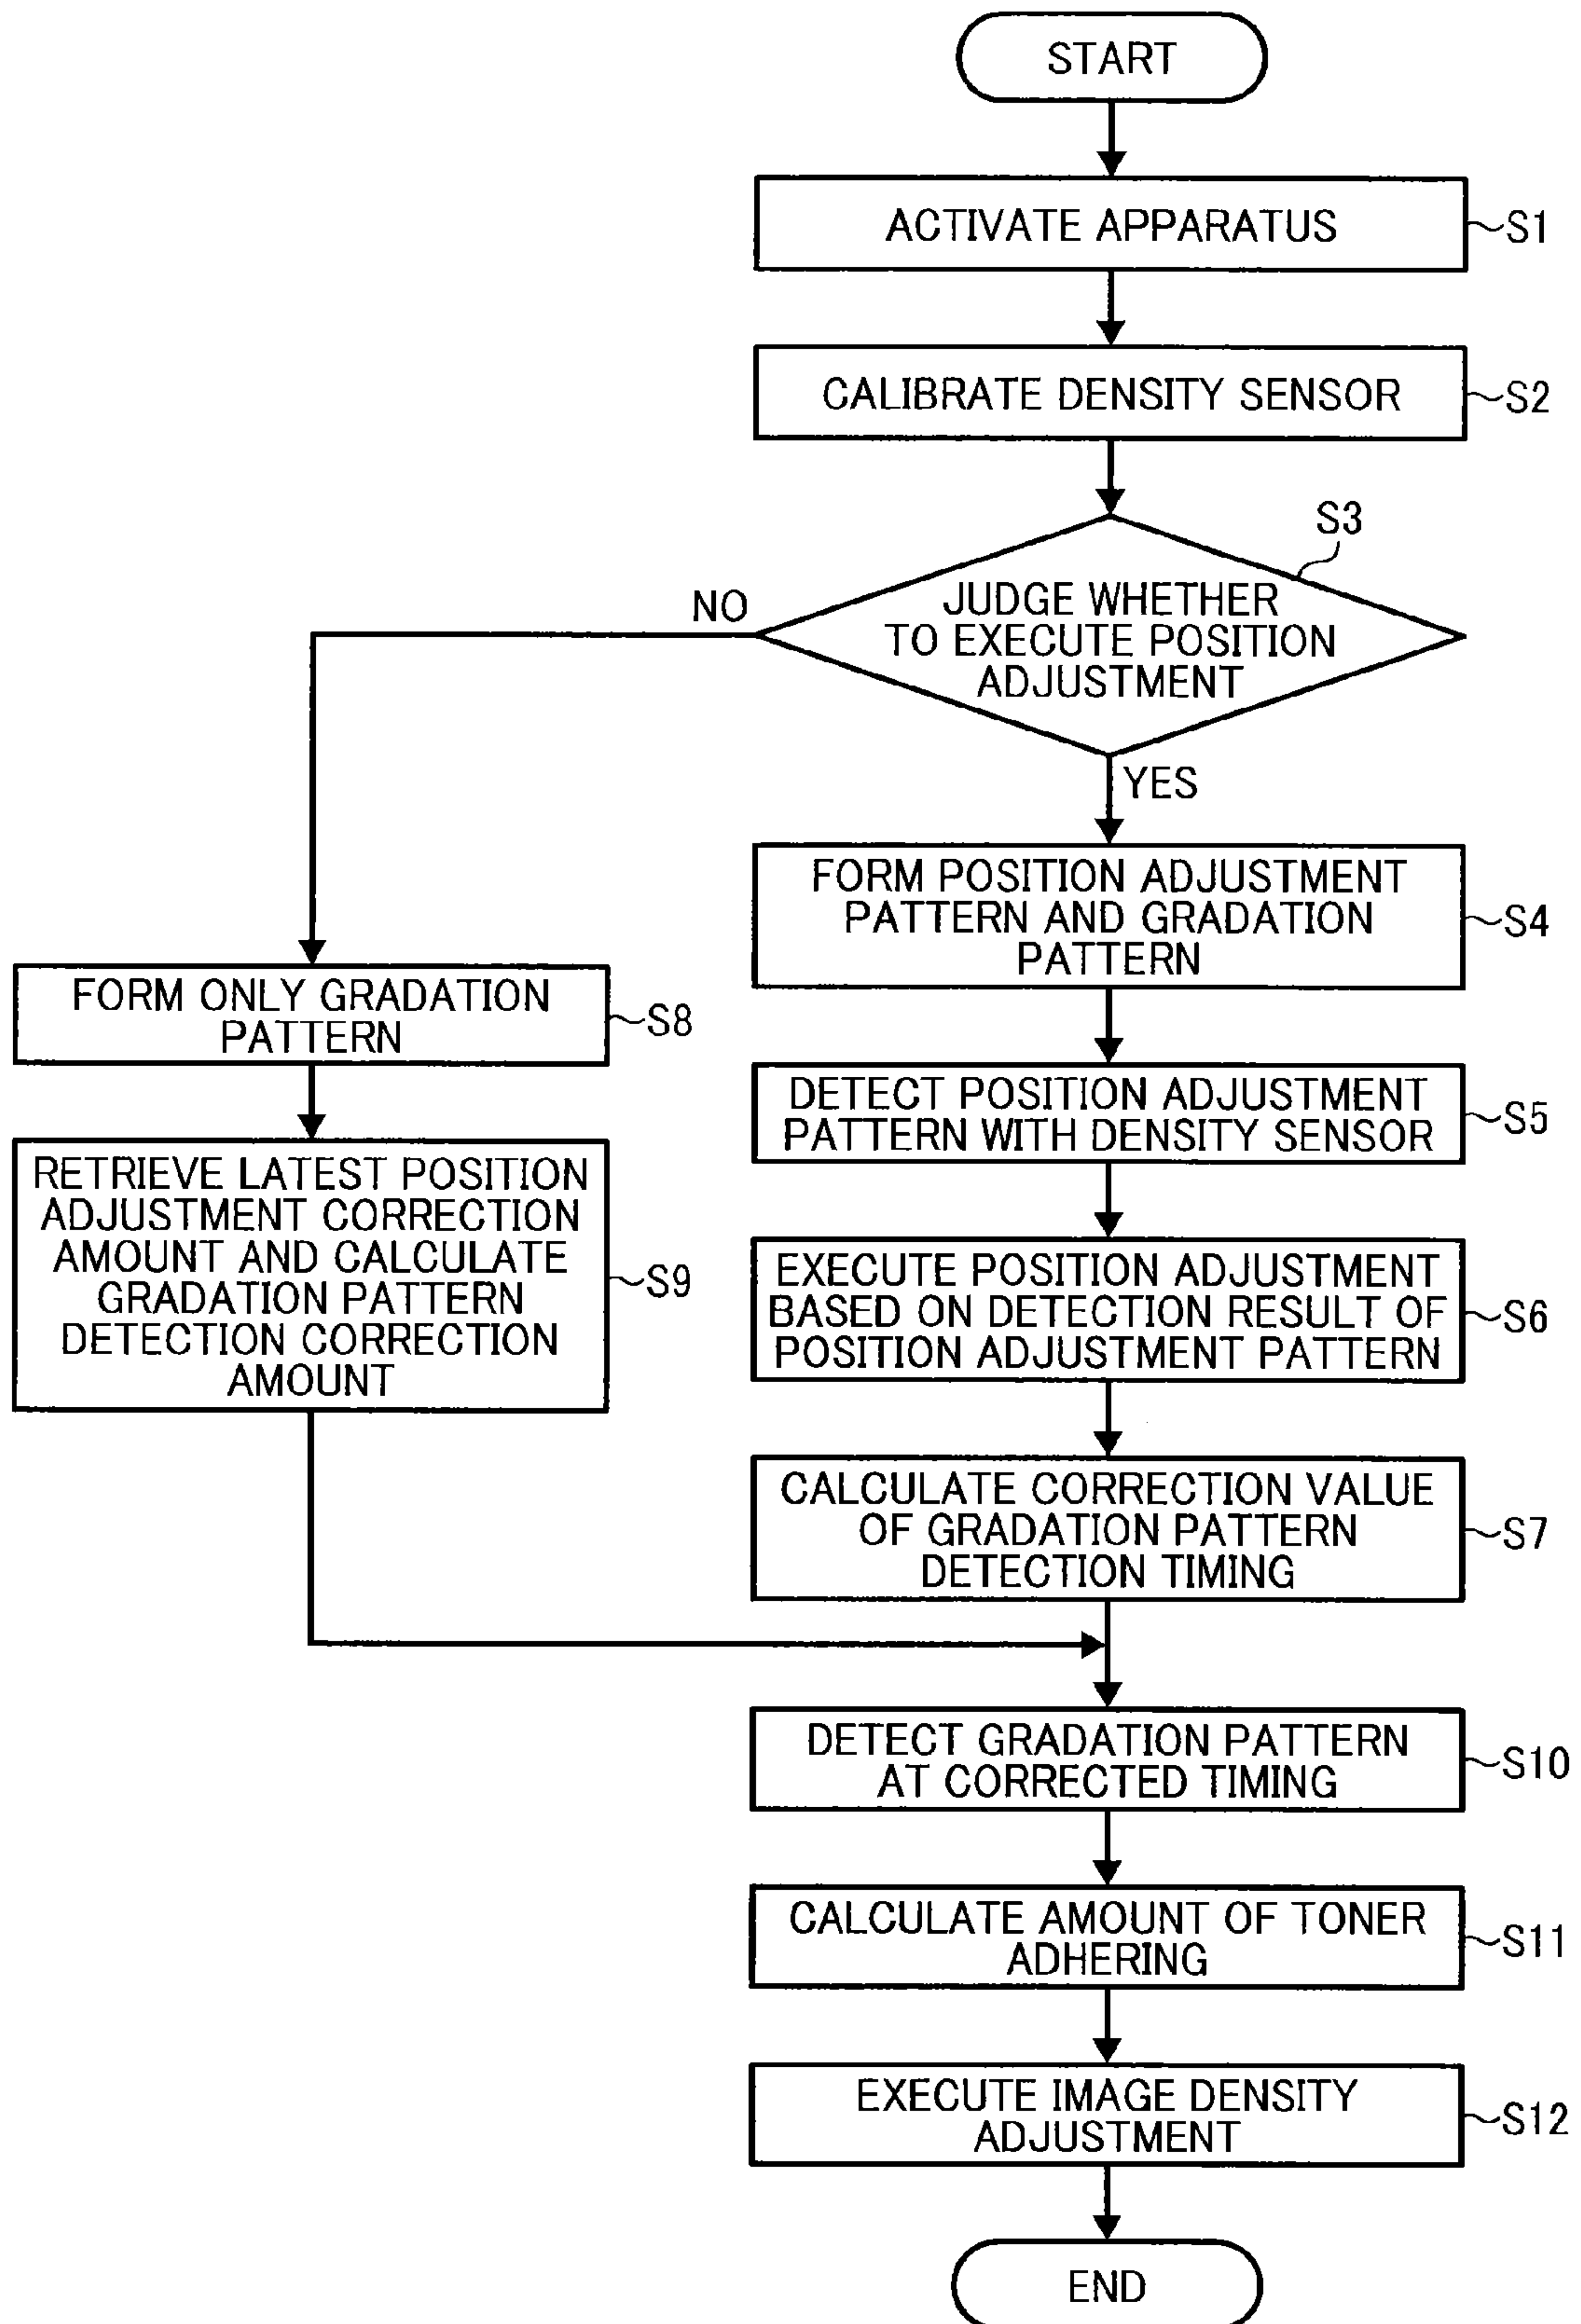 START
ACTIVATE APPARATUS
S1
CALIBRATE DENSITY SENSOR
S2
S3
JUDGE WHETHER
TO EXECUTE POSITION
ADJUSTMENT
NO
YES
FORM POSITION ADJUSTMENT
PATTERN AND GRADATION
PATTERN
S4
DETECT POSITION ADJUSTMENT
PATTERN WITH DENSITY SENSOR
S5
EXECUTE POSITION ADJUSTMENT
BASED ON DETECTION RESULT OF
POSITION ADJUSTMENT PATTERN
S6
CALCULATE CORRECTION VALUE
OF GRADATION PATTERN
DETECTION TIMING
S7
FORM ONLY GRADATION
PATTERN
S8
RETRIEVE LATEST POSITION
ADJUSTMENT CORRECTION
AMOUNT AND CALCULATE
GRADATION PATTERN
DETECTION CORRECTION
AMOUNT
S9
DETECT GRADATION PATTERN
AT CORRECTED TIMING
S10
CALCULATE AMOUNT OF TONER
ADHERING
S11
EXECUTE IMAGE DENSITY
ADJUSTMENT
S12
END